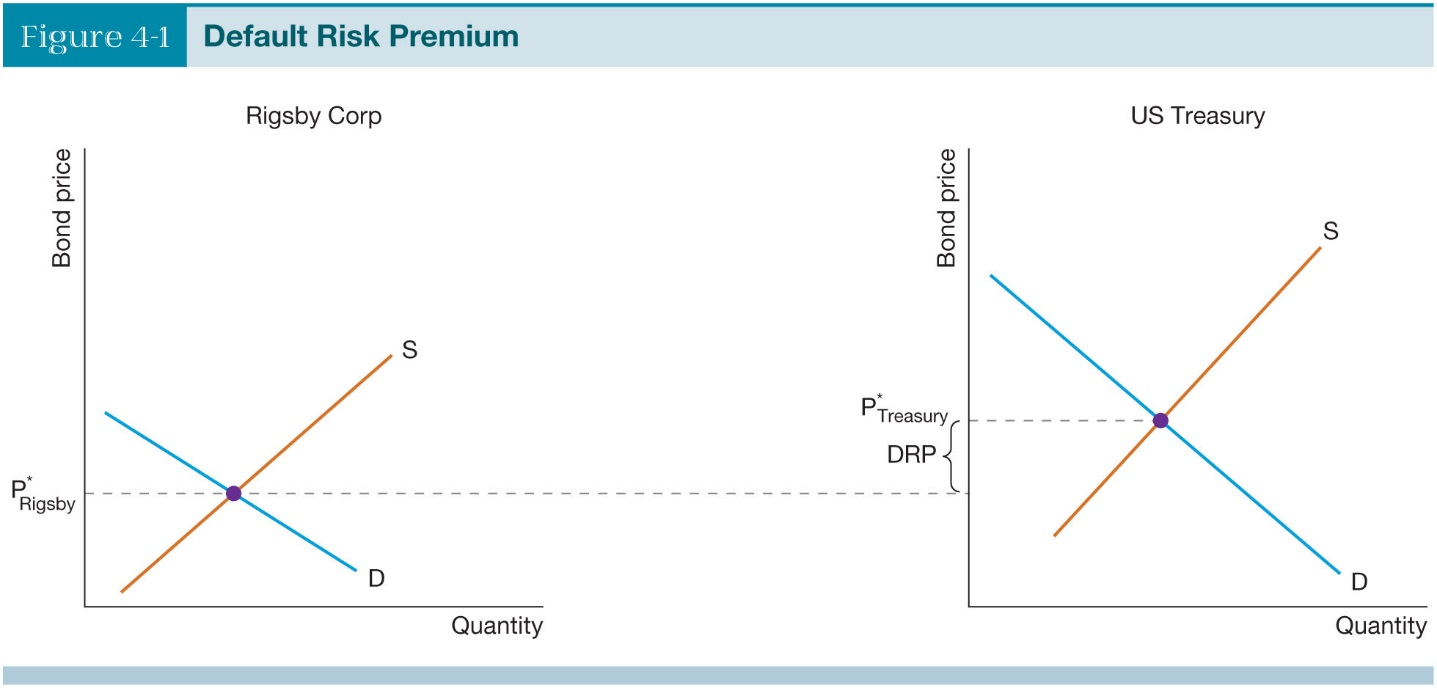 Figure 4-1 Default Risk Premium
Rigsby Corp
Bond price
S
P*Rigsby
D
Quantity
US Treasury
Bond price
S
P*Treasury
DRP
D
Quantity